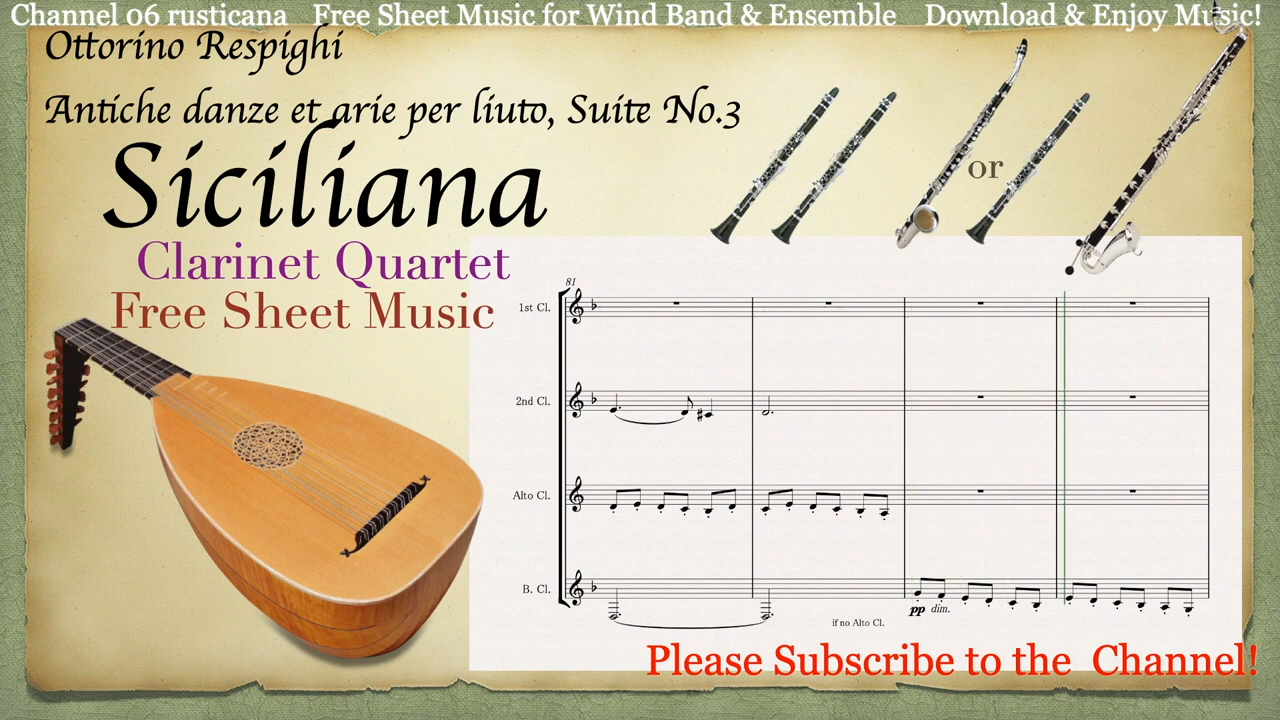 Channel 06 rusticana Free Sheet Music for Wind Band & Ensemble Download & Enjoy Music!
Ottorino Respighi
Antiche danze et arie per liuto, Suite No.3
Siciliana
or
Clarinet Quartet
Free Sheet Music
81
1st Cl.
2nd Cl.
Alto Cl.
B. Cl.
pp dim.
if no Alto Cl.
Please Subscribe to the Channel!